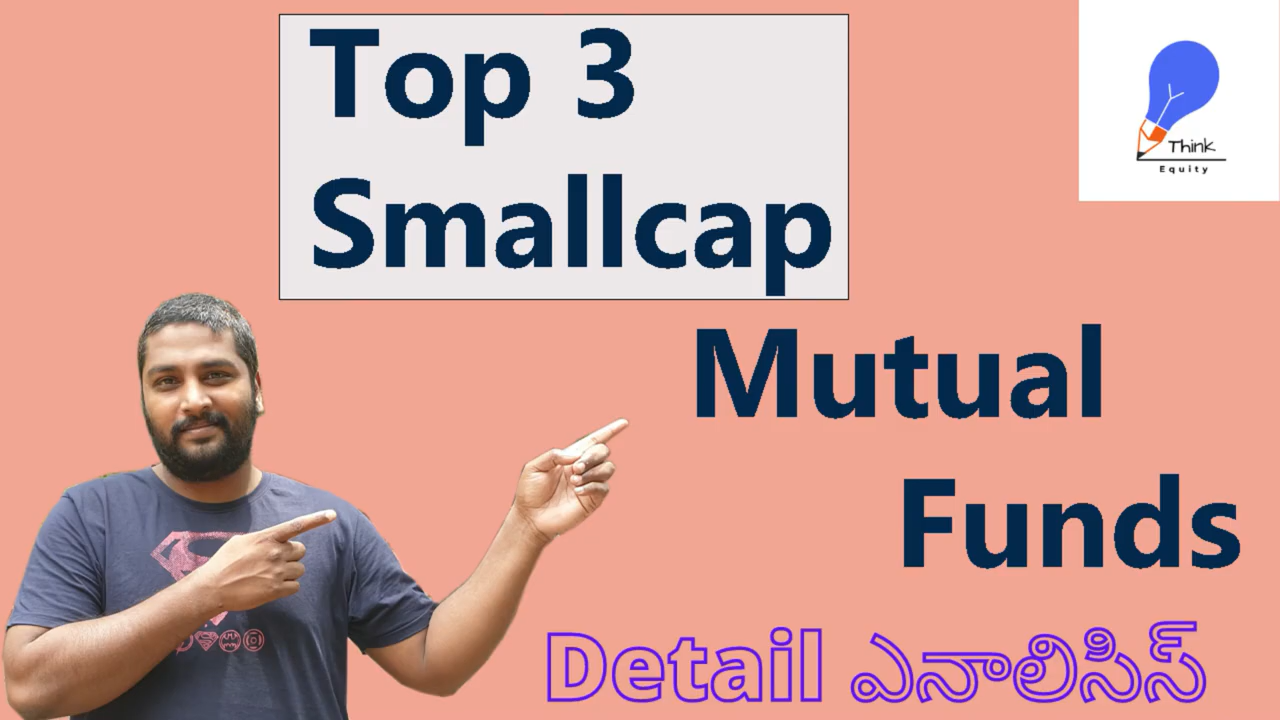 Top 3
Smallcap
Think
Equity
Mutual
Funds
Detail ఎనాలిసిస్